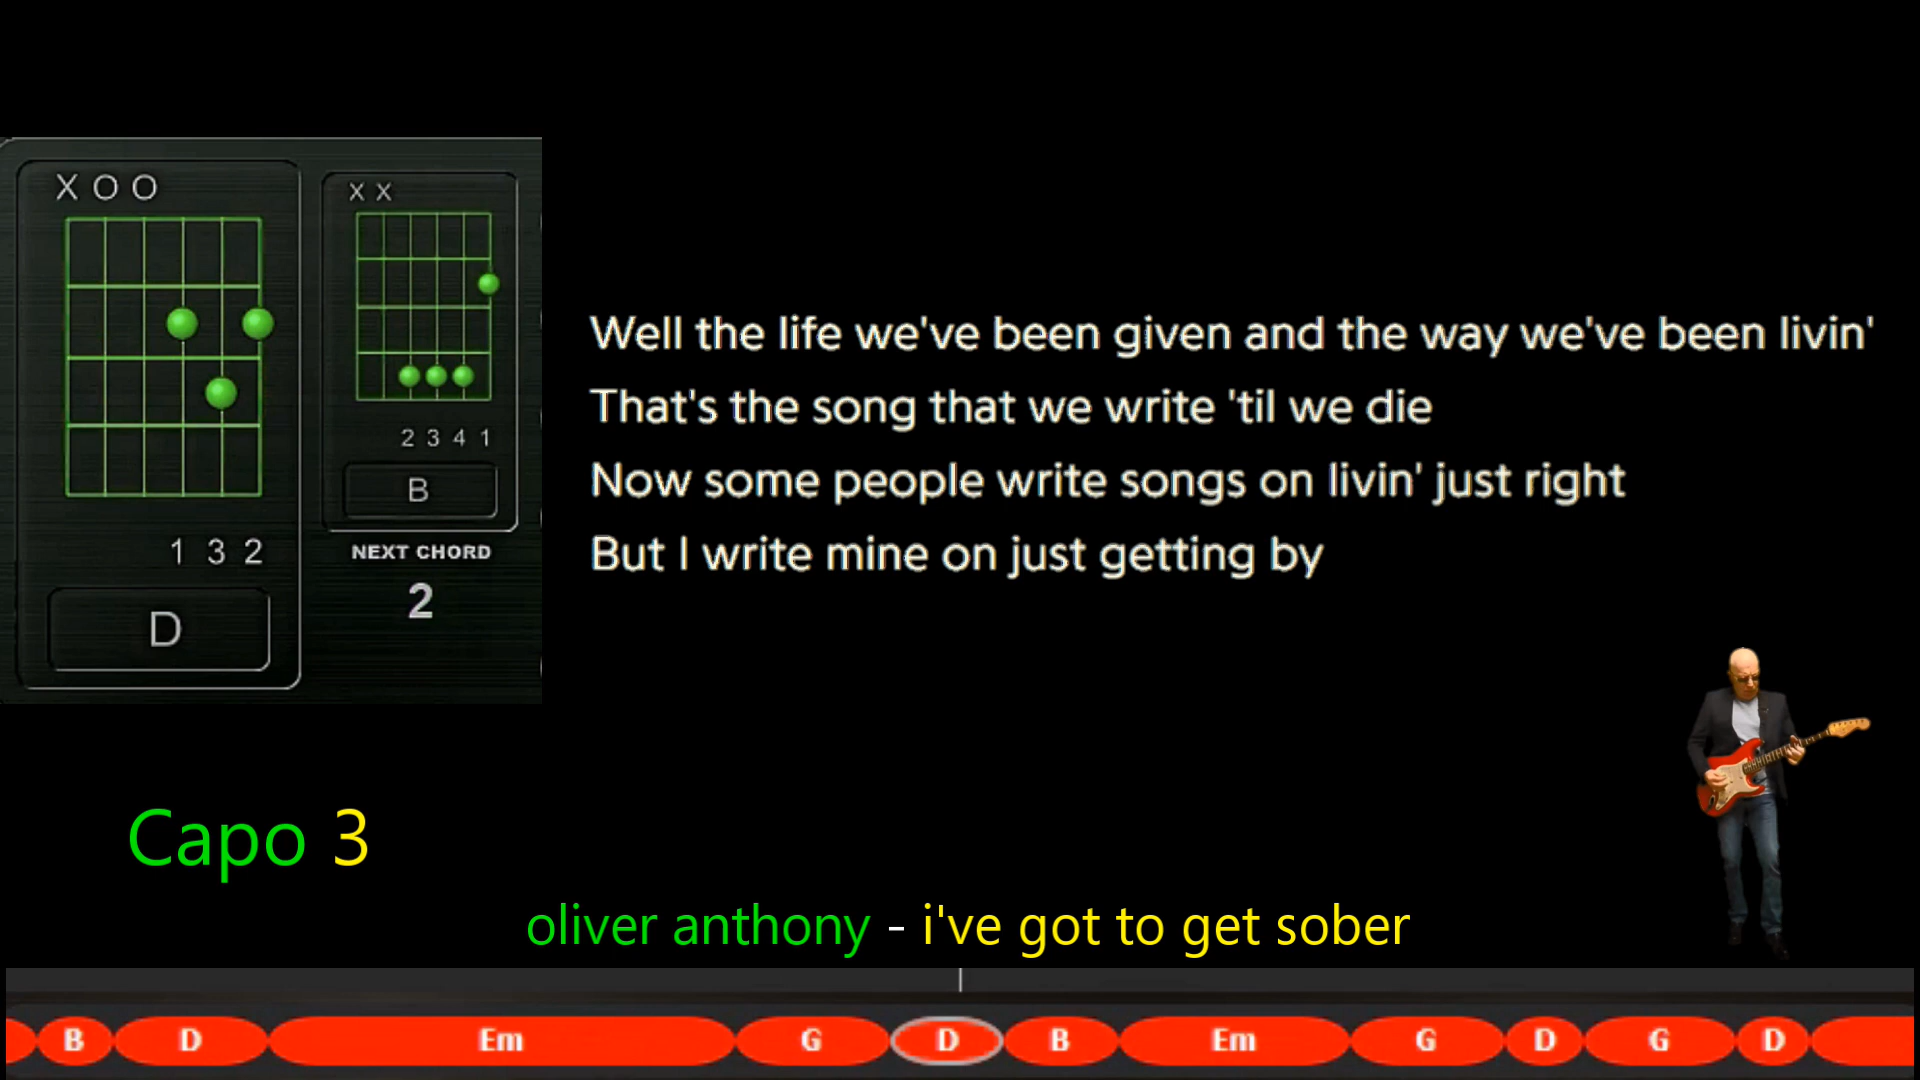 X O O
1 3 2
D
X X
2 3 4 1
B
NEXT CHORD
2
Well the life we've been given and the way we've been livin'
That's the song that we write 'til we die
Now some people write songs on livin' just right
But I write mine on just getting by
Capo 3
oliver anthony - i've got to get sober
B D Em G D B Em G D G D